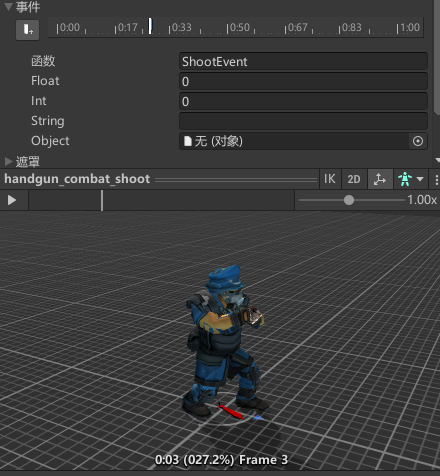 事件
0:00 0:17 0:33 0:50 0:67 0:83 1:00
函数 ShootEvent
Float 0
Int 0
String
Object 无 (对象)
遮罩
handgun_combat_shoot IK 2D
1.00x
0:03 (027.2%) Frame 3